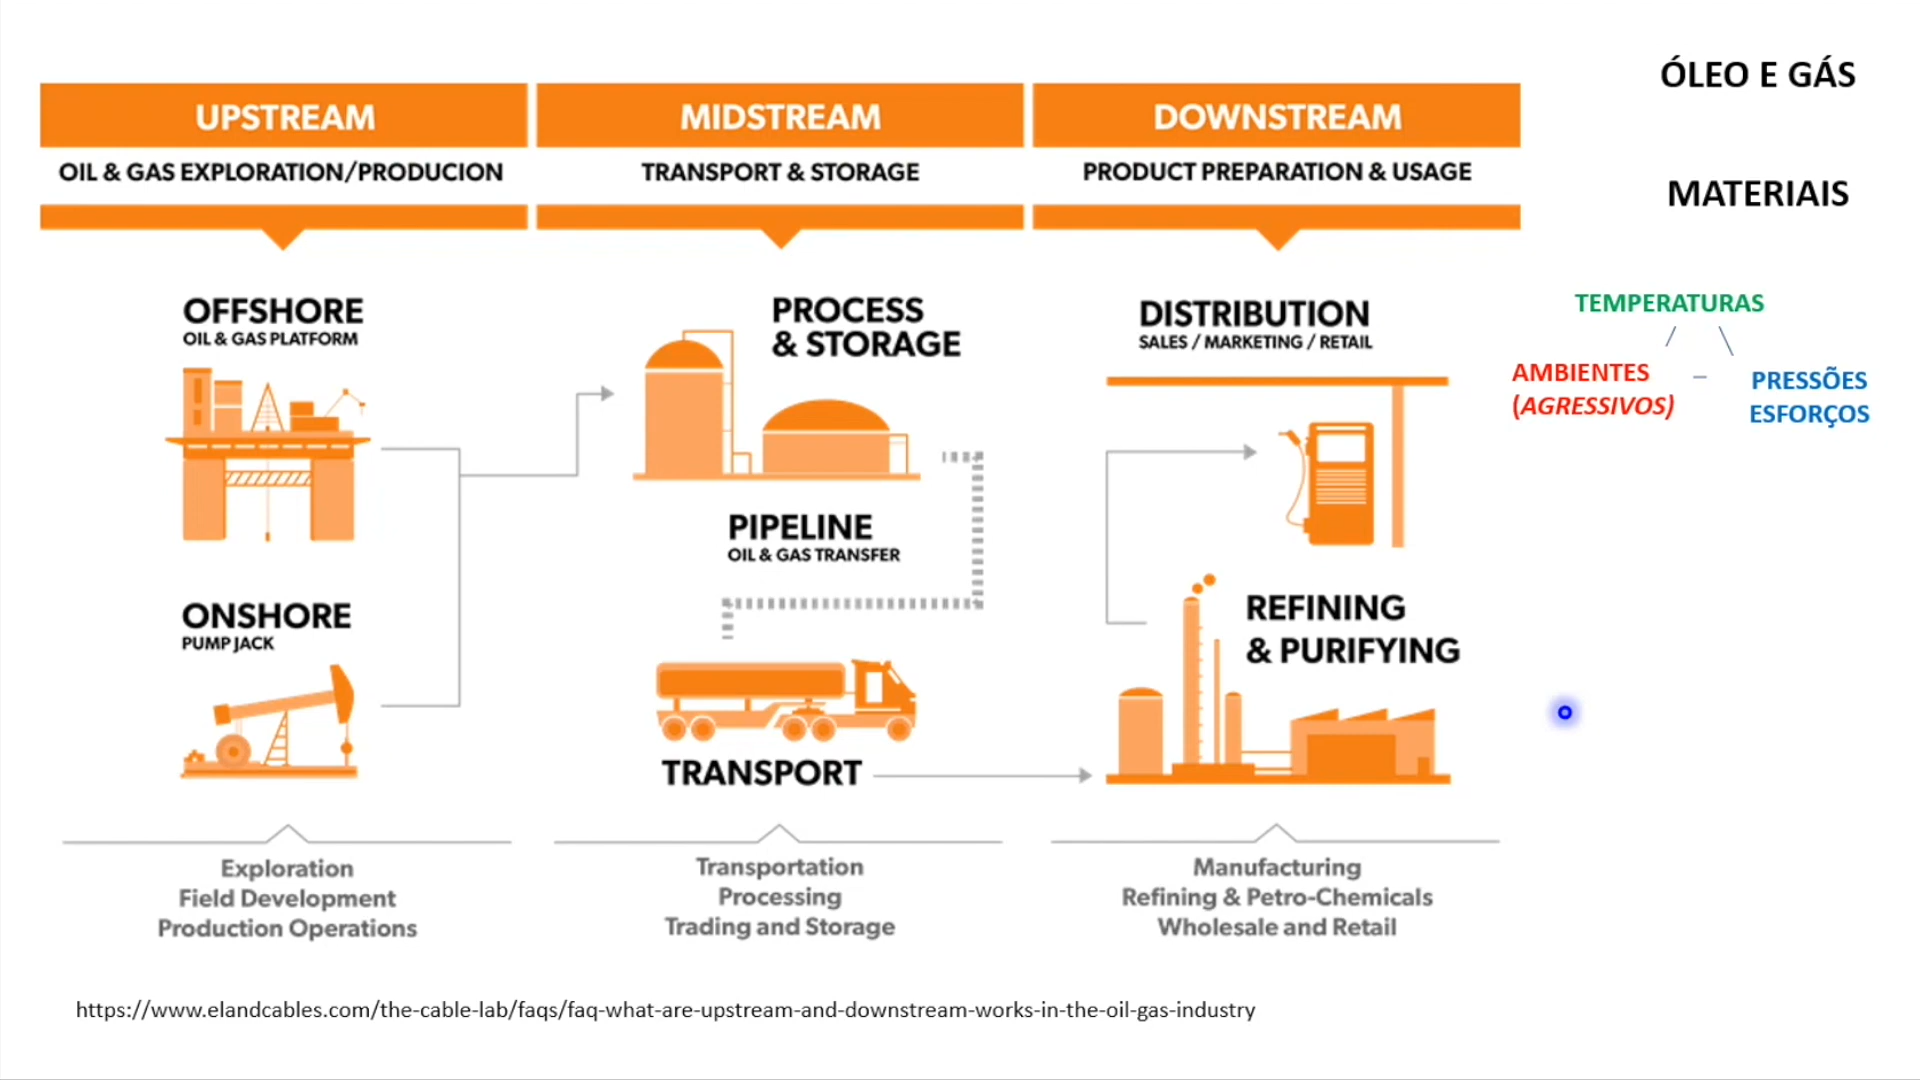 ÓLEO E GÁS
MATERIAIS
UPSTREAM
OIL & GAS EXPLORATION/PRODUCION
OFFSHORE
OIL & GAS PLATFORM
ONSHORE
PUMP JACK
Exploration
Field Development
Production Operations
MIDSTREAM
TRANSPORT & STORAGE
PROCESS
& STORAGE
PIPELINE
OIL & GAS TRANSFER
TRANSPORT
Transportation
Processing
Trading and Storage
DOWNSTREAM
PRODUCT PREPARATION & USAGE
DISTRIBUTION
SALES / MARKETING / RETAIL
REFINING
& PURIFYING
Manufacturing
Refining & Petro-Chemicals
Wholesale and Retail
TEMPERATURAS
AMBIENTES
(AGRESSIVOS)
PRESSÕES
ESFORÇOS
https://www.elandcables.com/the-cable-lab/faqs/faq-what-are-upstream-and-downstream-works-in-the-oil-gas-industry